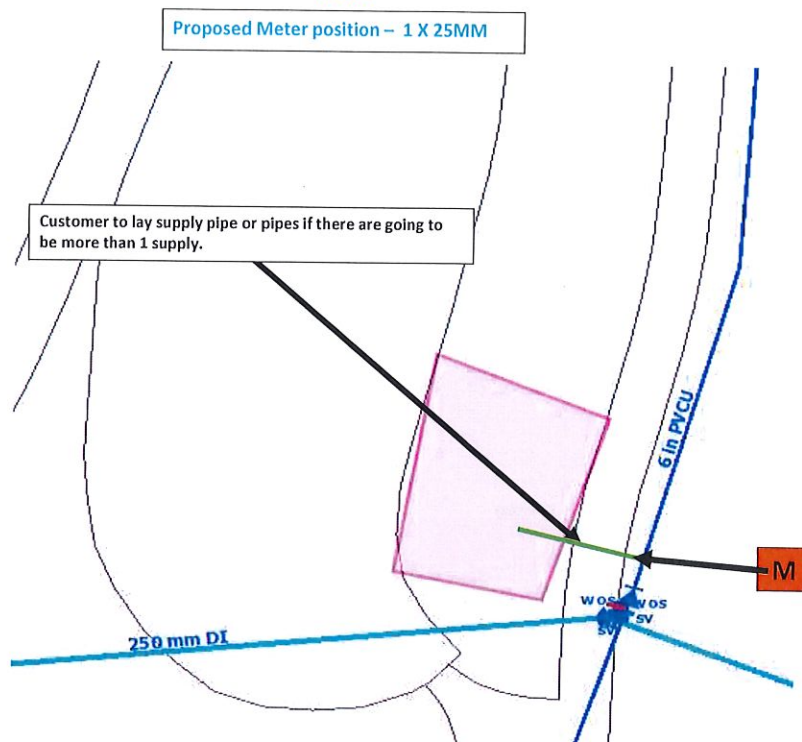 Proposed Meter position – 1 X 25MM
Customer to lay supply pipe or pipes if there are going to
be more than 1 supply.
6 in PVCU
M
wos
wos
sv
sv
250 mm DI